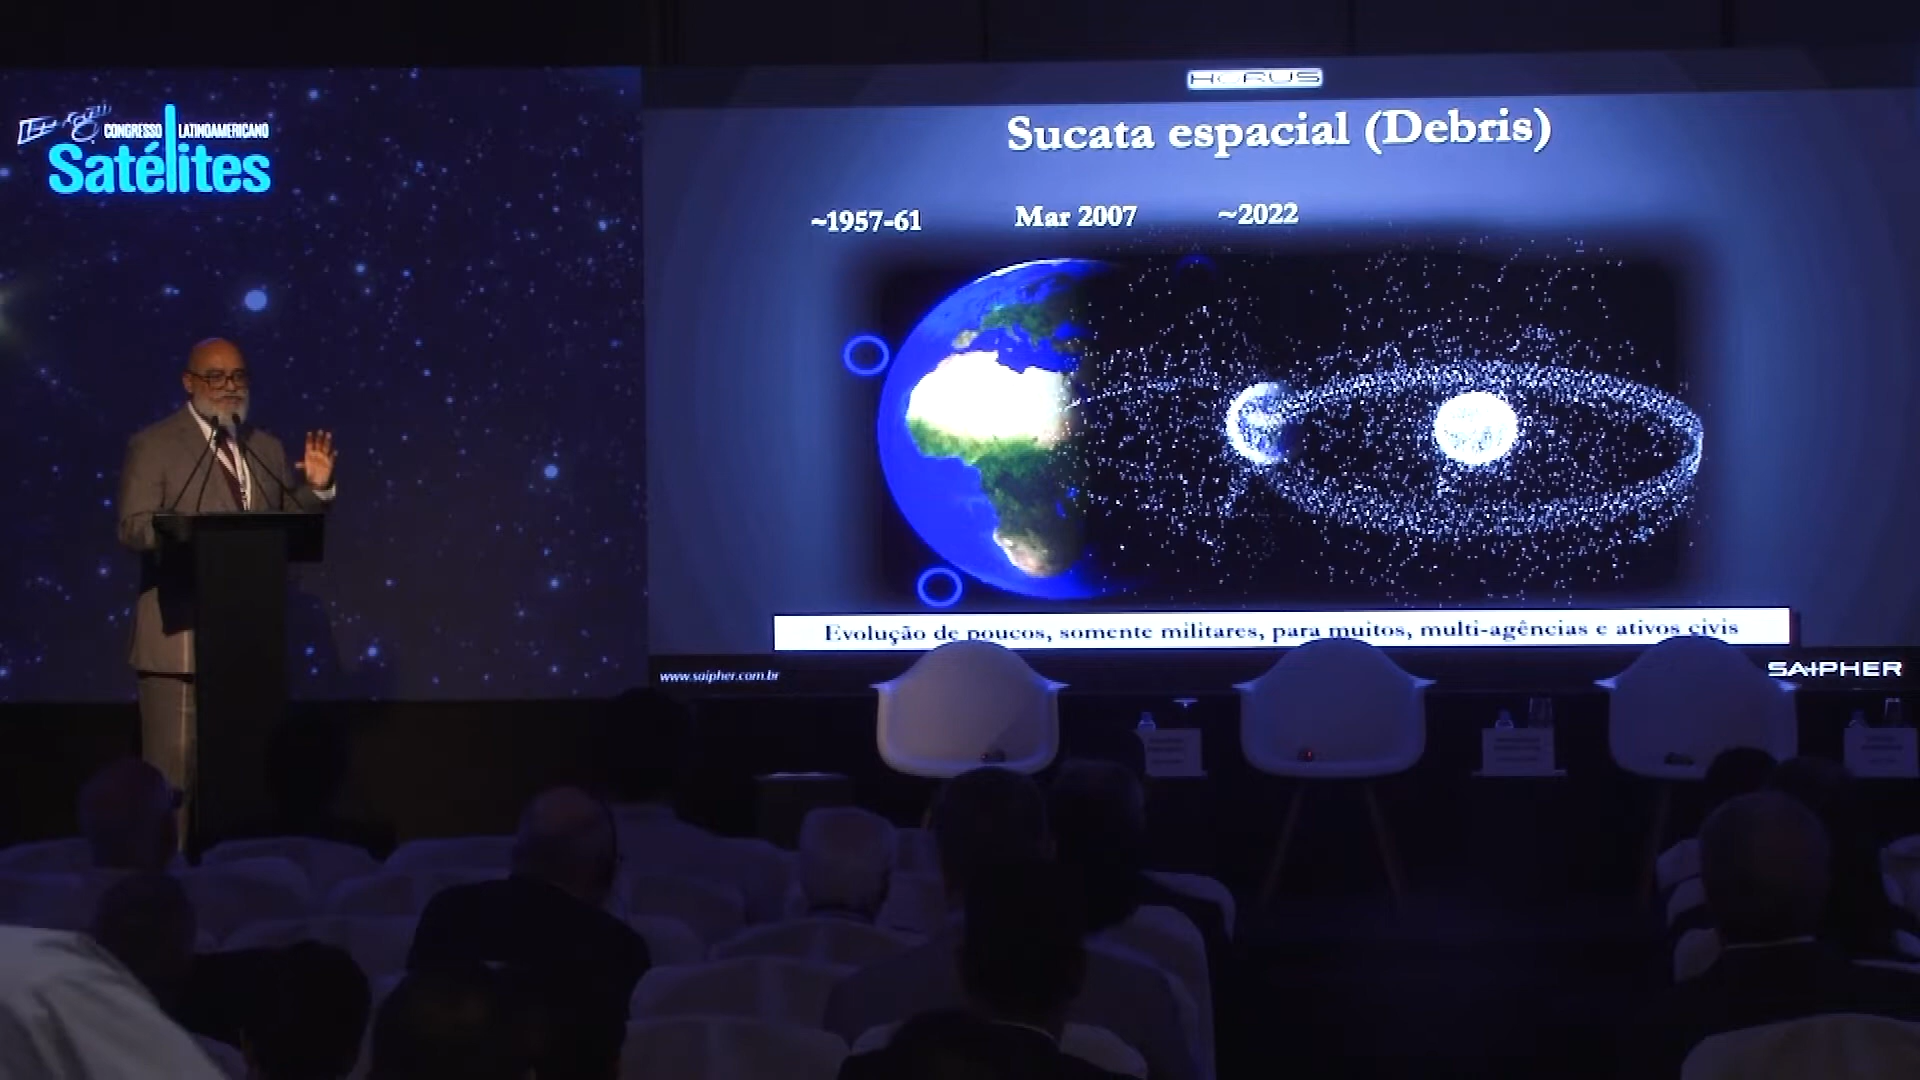 CONGRESSO LATINOAMERICANO
Satélites
HORUS
Sucata espacial (Debris)
~1957-61 Mar 2007 ~2022
Evolução de poucos, somente militares, para muitos, multi-agências e ativos civis
www.saipher.com.br
SAIPHER